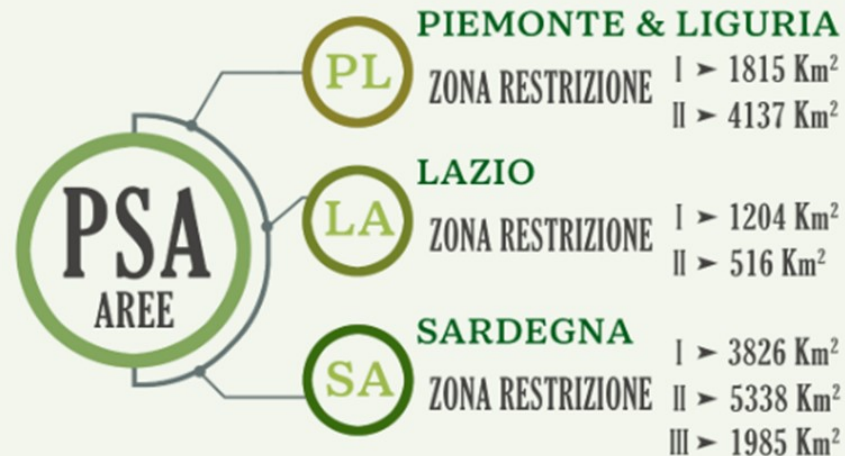 PSA
AREE
PL
PIEMONTE & LIGURIA
ZONA RESTRIZIONE
I ➤ 1815 Km²
II ➤ 4137 Km²
LA
LAZIO
ZONA RESTRIZIONE
I ➤ 1204 Km²
II ➤ 516 Km²
SA
SARDEGNA
ZONA RESTRIZIONE
I ➤ 3826 Km²
II ➤ 5338 Km²
III ➤ 1985 Km²